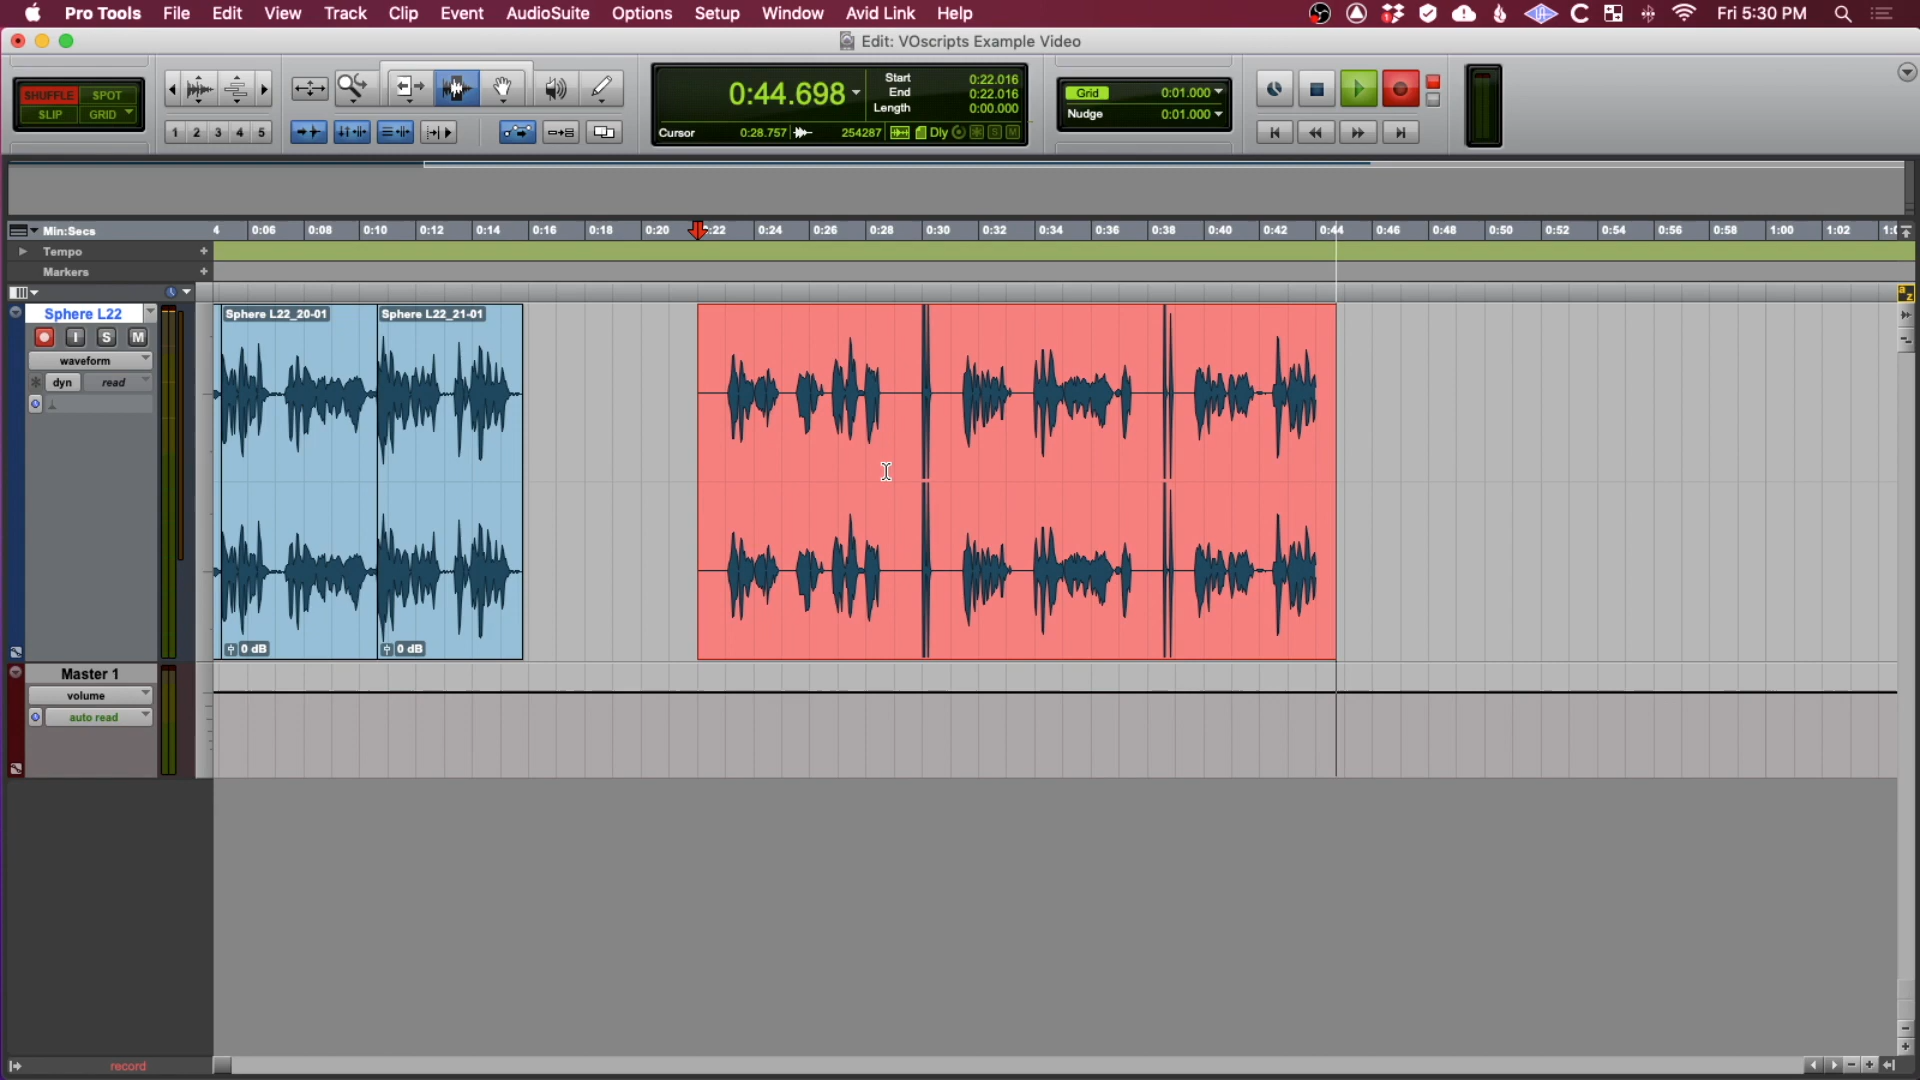 Pro Tools File Edit View Track Clip Event AudioSuite Options Setup Window Avid Link Help Fri 5:30 PM
Edit: VOscripts Example Video
SHUFFLE SPOT
SLIP GRID
1 2 3 4 5
0:44.698
Start 0:22.016
End 0:22.016
Length 0:00.000
Cursor 0:28.757 254287 Dly S M
Grid 0:01.000
Nudge 0:01.000
Min:Secs 4 0:06 0:08 0:10 0:12 0:14 0:16 0:18 0:20 :22 0:24 0:26 0:28 0:30 0:32 0:34 0:36 0:38 0:40 0:42 0:44 0:46 0:48 0:50 0:52 0:54 0:56 0:58 1:00 1:02
Tempo +
Markers +
a z
Sphere L22 Sphere L22_20-01 Sphere L22_21-01
I S M
waveform
dyn read
0 dB 0 dB
Master 1
volume
auto read
record